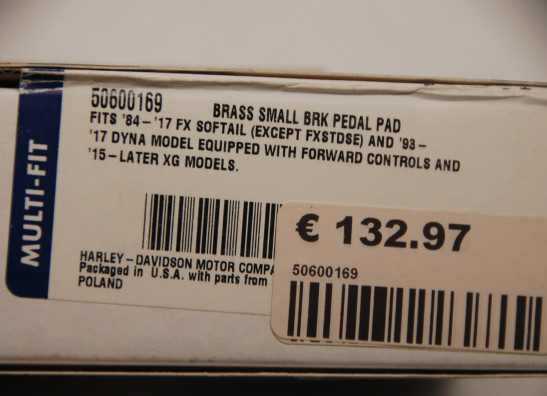 MULTI-FIT
50600169 BRASS SMALL BRK PEDAL PAD
FITS '84-'17 FX SOFTAIL (EXCEPT FXSTDSE) AND '93-
'17 DYNA MODEL EQUIPPED WITH FORWARD CONTROLS AND
'15-LATER XG MODELS.
HARLEY-DAVIDSON MOTOR COMPA
Packaged in U.S.A. with parts from
POLAND
€ 132.97
50600169